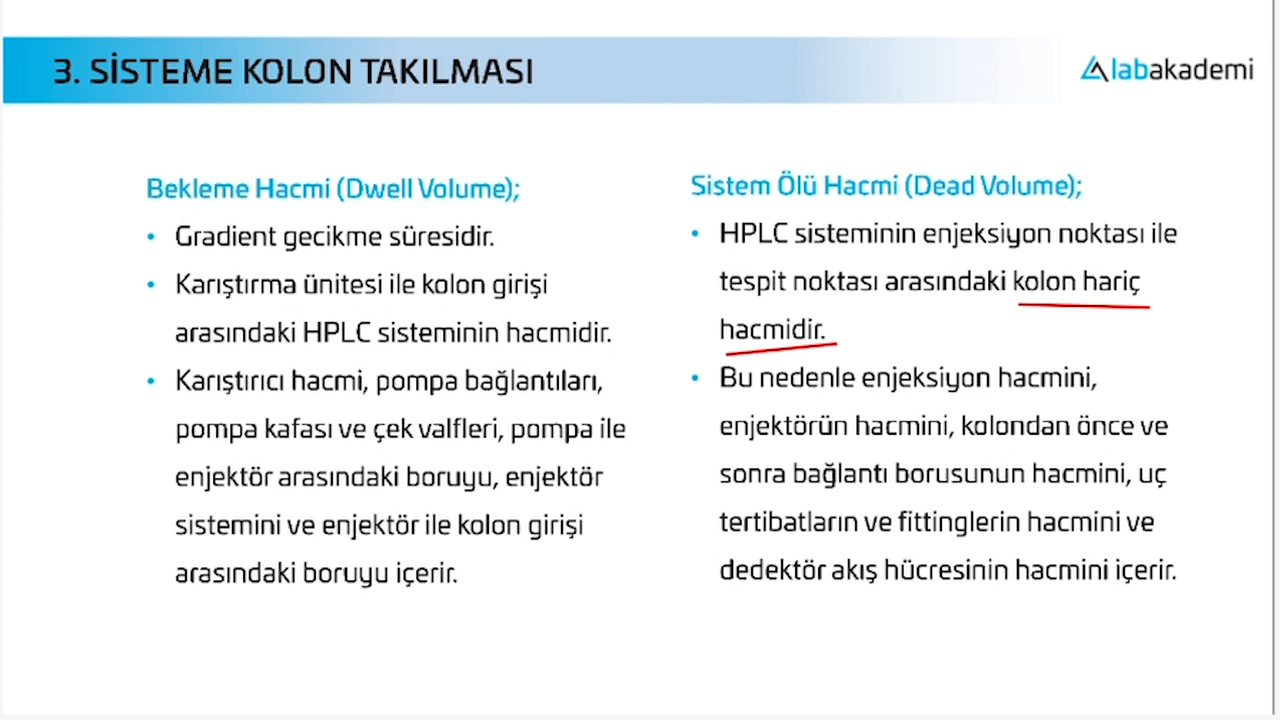 3. SİSTEME KOLON TAKILMASI
labakademi
Bekleme Hacmi (Dwell Volume);
• Gradient gecikme süresidir.
• Karıştırma ünitesi ile kolon girişi
arasındaki HPLC sisteminin hacmidir.
• Karıştırıcı hacmi, pompa bağlantıları,
pompa kafası ve çek valfleri, pompa ile
enjektör arasındaki boruyu, enjektör
sistemini ve enjektör ile kolon girişi
arasındaki boruyu içerir.
Sistem Ölü Hacmi (Dead Volume);
• HPLC sisteminin enjeksiyon noktası ile
tespit noktası arasındaki kolon hariç
hacmidir.
• Bu nedenle enjeksiyon hacmini,
enjektörün hacmini, kolondan önce ve
sonra bağlantı borusunun hacmini, uç
tertibatların ve fittinglerin hacmini ve
dedektör akış hücresinin hacmini içerir.